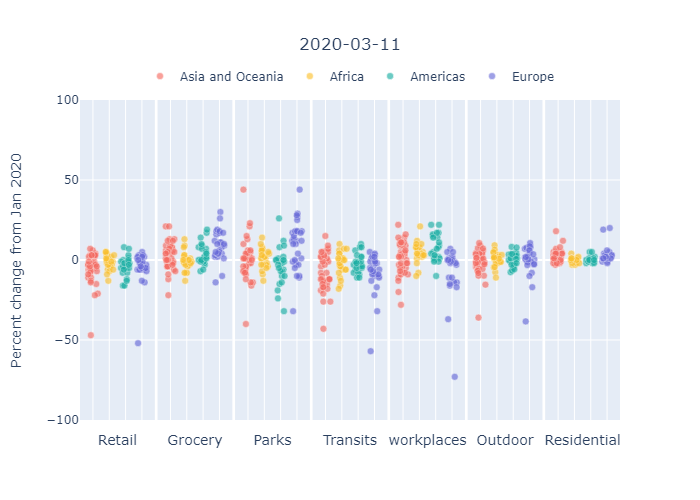 2020-03-11
Asia and Oceania Africa Americas Europe
Percent change from Jan 2020
100
50
0
−50
−100
Retail Grocery Parks Transits workplaces Outdoor Residential